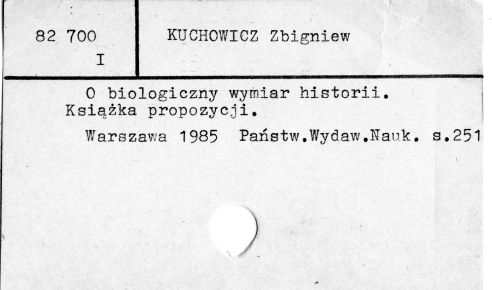 82 700
I
KUCHOWICZ Zbigniew
O biologiczny wymiar historii.
Książka propozycji.
Warszawa 1985 Państw.Wydaw.Nauk. s.251